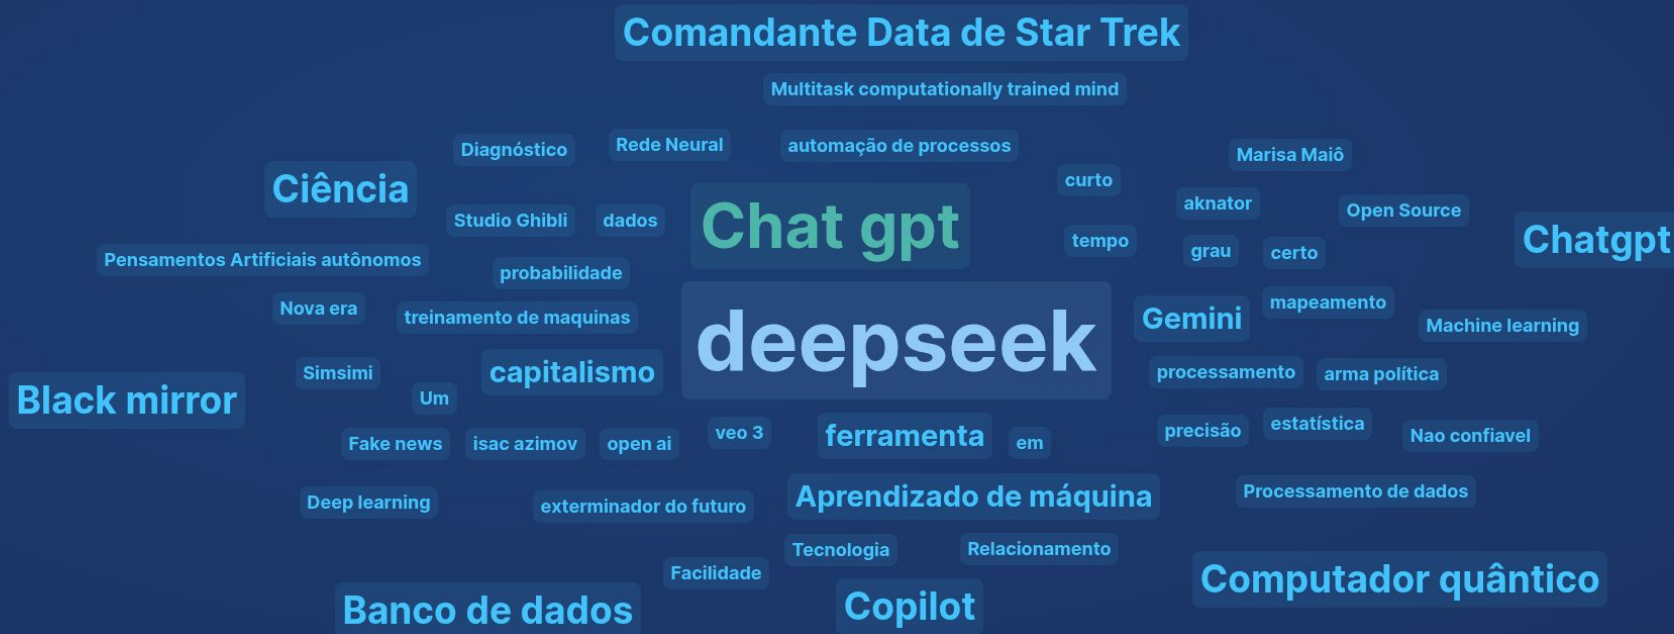 Comandante Data de Star Trek
Multitask computationally trained mind
Diagnóstico
Rede Neural
automação de processos
Marisa Maiô
Ciência
curto
Studio Ghibli
dados
Chat gpt
aknator
Open Source
Chatgpt
Pensamentos Artificiais autônomos
probabilidade
tempo
grau
certo
Nova era
treinamento de maquinas
deepseek
Gemini
mapeamento
Machine learning
Simsimi
capitalismo
processamento
arma política
Black mirror
Um
Fake news
isac azimov
open ai
veo 3
ferramenta
em
precisão
estatística
Nao confiavel
Deep learning
exterminador do futuro
Aprendizado de máquina
Processamento de dados
Tecnologia
Relacionamento
Facilidade
Computador quântico
Banco de dados
Copilot